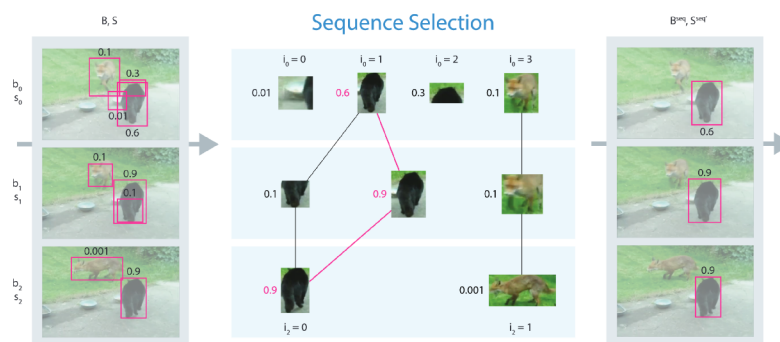 B, S
Sequence Selection
Bseq, Sseq'
i0 = 0
i0 = 1
i0 = 2
i0 = 3
b0
s0
0.1
0.3
0.01
0.6
0.01
0.6
0.3
0.1
0.6
b1
s1
0.1
0.9
0.1
0.1
0.9
0.1
0.9
b2
s2
0.001
0.9
0.9
0.001
0.9
i2 = 0
i2 = 1